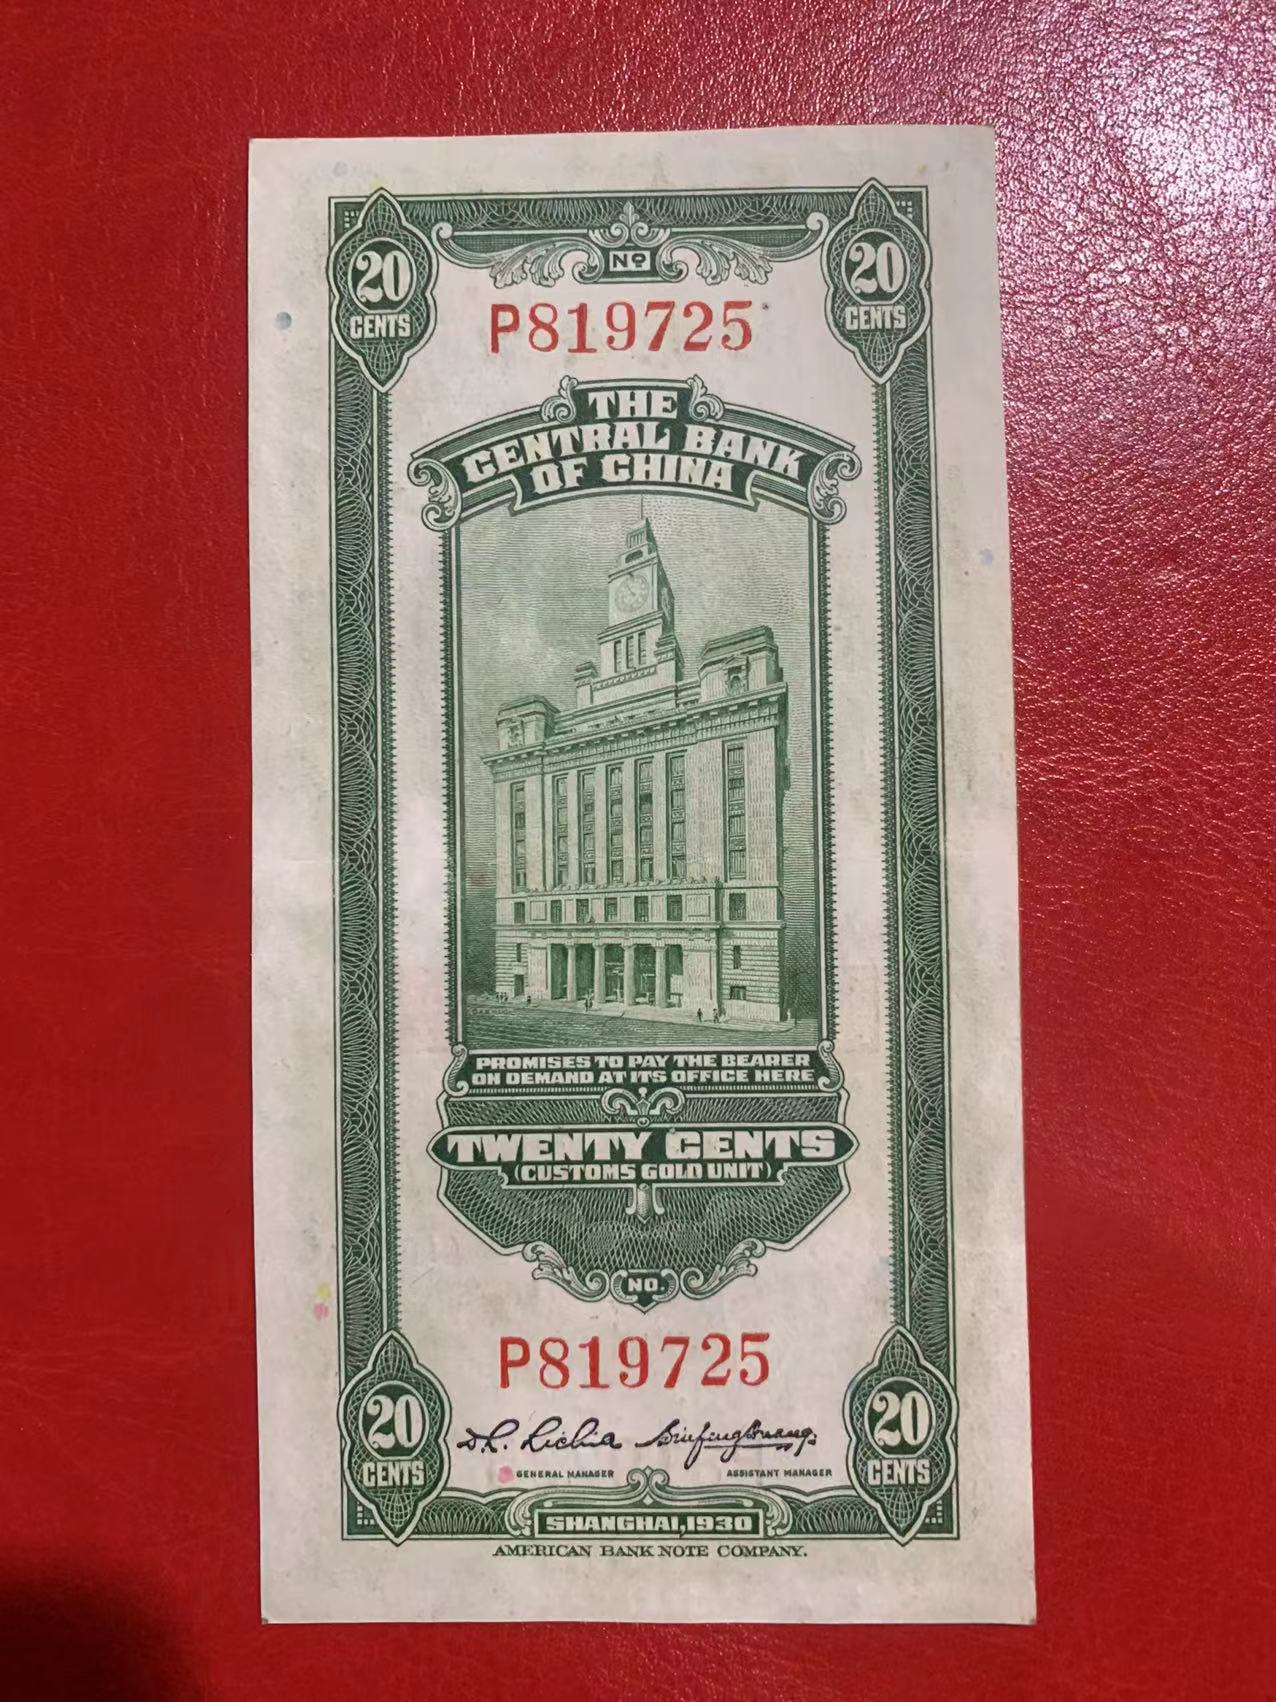 20 CENTS
20 CENTS
No
P819725
THE
CENTRAL BANK
OF CHINA
PROMISES TO PAY THE BEARER
ON DEMAND AT ITS OFFICE HERE
TWENTY CENTS
(CUSTOMS GOLD UNIT)
NO.
P819725
20 CENTS
20 CENTS
GENERAL MANAGER
ASSISTANT MANAGER
SHANGHAI, 1930
AMERICAN BANK NOTE COMPANY.